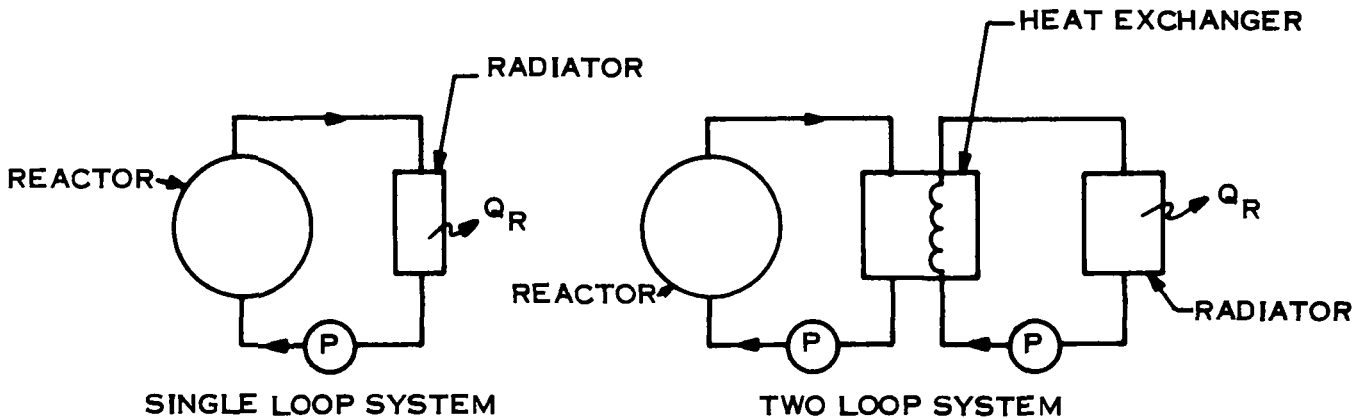 HEAT EXCHANGER
RADIATOR
REACTOR
Q R
Q R
REACTOR
RADIATOR
P
P
P
SINGLE LOOP SYSTEM
TWO LOOP SYSTEM